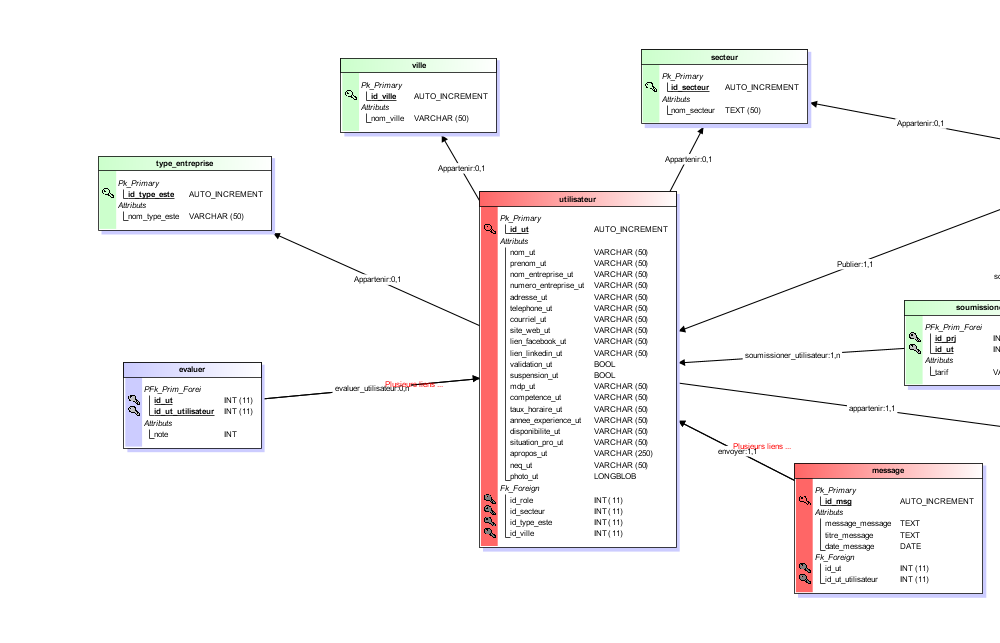 ville
Pk_Primary
id_ville AUTO_INCREMENT
Attributs
nom_ville VARCHAR (50)
secteur
Pk_Primary
id_secteur AUTO_INCREMENT
Attributs
nom_secteur TEXT (50)
Appartenir:0,1
Appartenir:0,1
Appartenir:0,1
type_entreprise
Pk_Primary
id_type_este AUTO_INCREMENT
Attributs
nom_type_este VARCHAR (50)
Appartenir:0,1
utilisateur
Pk_Primary
id_ut AUTO_INCREMENT
Attributs
nom_ut VARCHAR (50)
prenom_ut VARCHAR (50)
nom_entreprise_ut VARCHAR (50)
numero_entreprise_ut VARCHAR (50)
adresse_ut VARCHAR (50)
telephone_ut VARCHAR (50)
courriel_ut VARCHAR (50)
site_web_ut VARCHAR (50)
lien_facebook_ut VARCHAR (50)
lien_linkedin_ut VARCHAR (50)
validation_ut BOOL
suspension_ut BOOL
mdp_ut VARCHAR (50)
competence_ut VARCHAR (50)
taux_horaire_ut VARCHAR (50)
annee_experience_ut VARCHAR (50)
disponibilite_ut VARCHAR (50)
situation_pro_ut VARCHAR (50)
apropos_ut VARCHAR (250)
neq_ut VARCHAR (50)
photo_ut LONGBLOB
Fk_Foreign
id_role INT (11)
id_secteur INT (11)
id_type_este INT (11)
id_ville INT (11)
Publier:1,1
so
soumissione
PFk_Prim_Forei
id_prj IN
id_ut IN
Attributs
tarif VA
soumissioner_utilisateur:1,n
evaluer
PFk_Prim_Forei
id_ut INT (11)
id_ut_utilisateur INT (11)
Attributs
note INT
evaluer_utilisateur:0,n
Plusieurs liens ...
appartenir:1,1
Plusieurs liens ...
envoyer:1,1
message
Pk_Primary
id_msg AUTO_INCREMENT
Attributs
message_message TEXT
titre_message TEXT
date_message DATE
Fk_Foreign
id_ut INT (11)
id_ut_utilisateur INT (11)